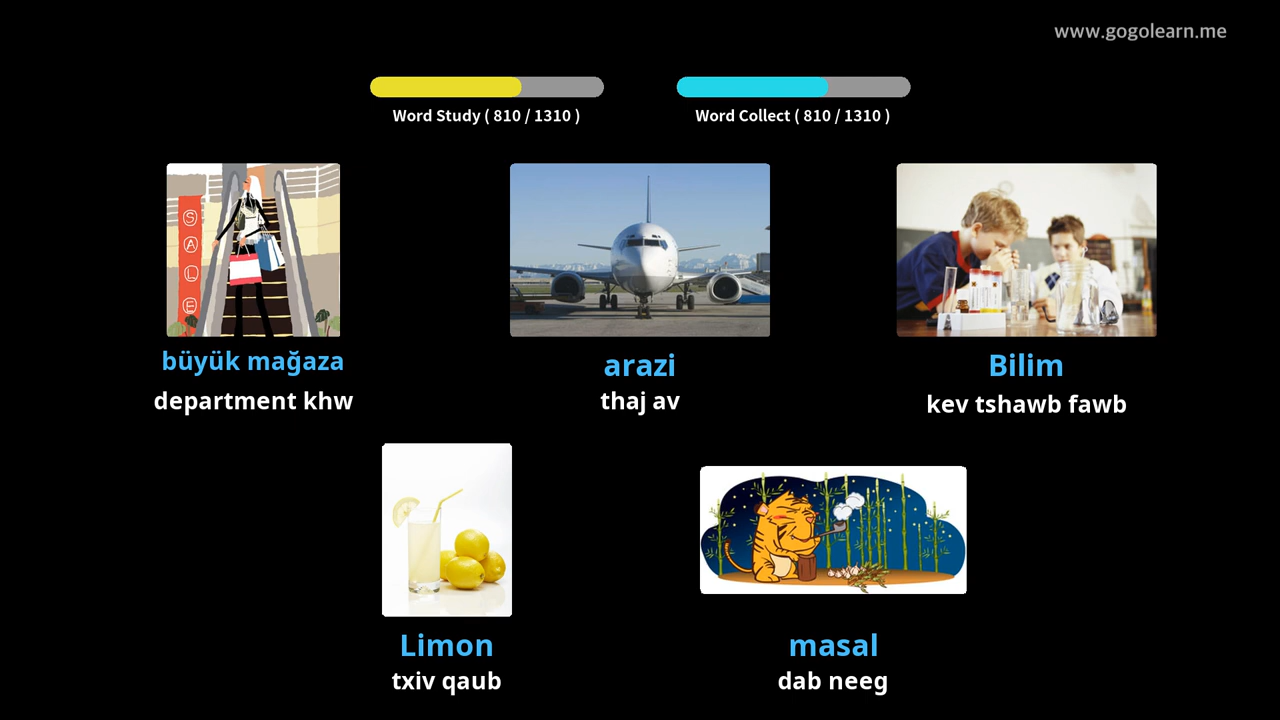 www.gogolearn.me
Word Study ( 810 / 1310 )
Word Collect ( 810 / 1310 )
SALE
büyük mağaza
department khw
arazi
thaj av
Bilim
kev tshawb fawb
Limon
txiv qaub
masal
dab neeg